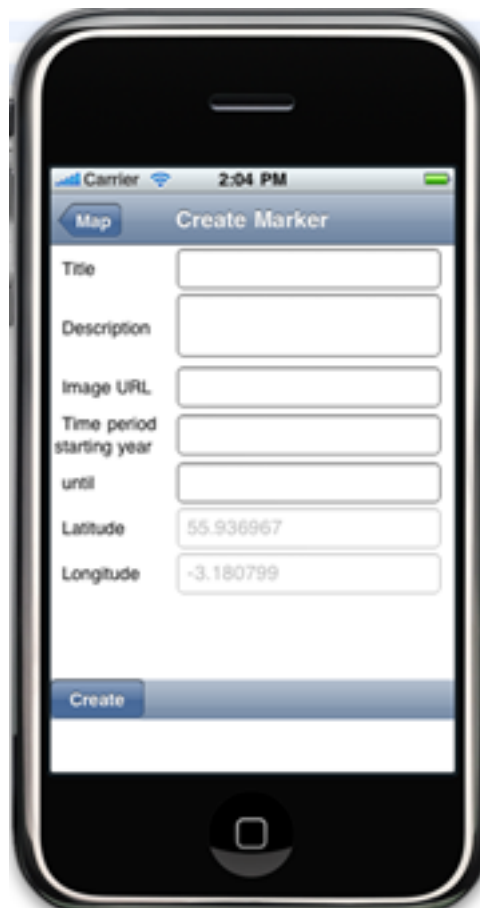 Carrier 2:04 PM
Map Create Marker
Title
Description
Image URL
Time period
starting year
until
Latitude 55.936967
Longitude -3.180799
Create